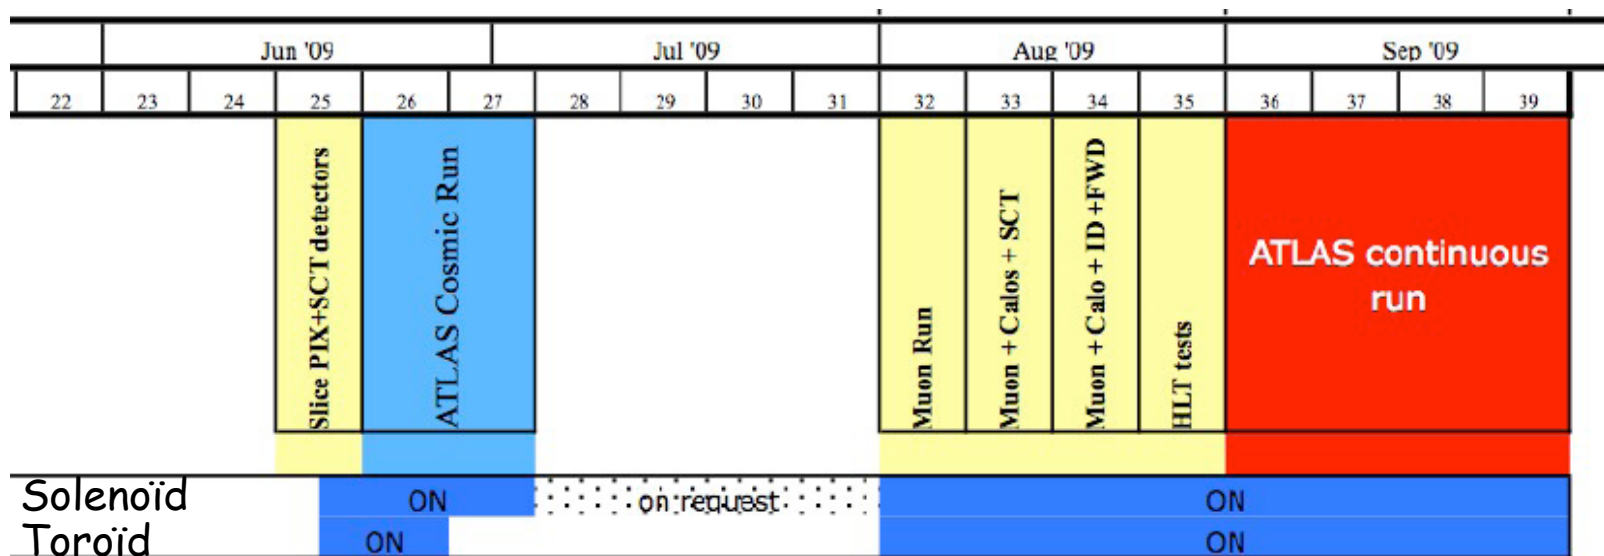 Jun '09 Jul '09 Aug '09 Sep '09
22 23 24 25 26 27 28 29 30 31 32 33 34 35 36 37 38 39
Slice PIX+SCT detectors
ATLAS Cosmic Run
Muon Run
Muon + Calos + SCT
Muon + Calo + ID +FWD
HLT tests
ATLAS continuous
run
Solenoïd ON on request ON
Toroïd ON ON